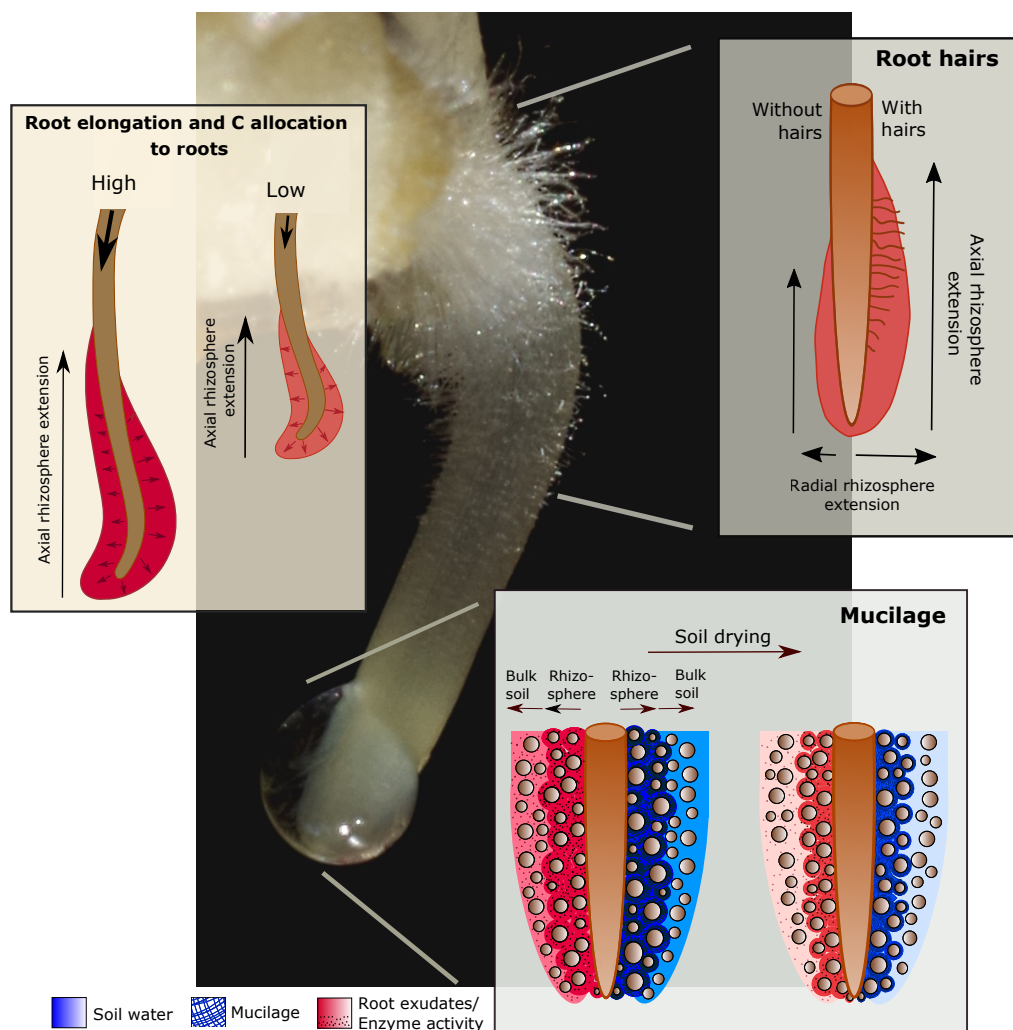 Root elongation and C allocation
to roots
High
Low
Axial rhizosphere extension
Axial rhizosphere
extension
Root hairs
Without
hairs
With
hairs
Axial rhizosphere
extension
Radial rhizosphere
extension
Mucilage
Soil drying
Bulk
soil
Rhizo-
sphere
Rhizo-
sphere
Bulk
soil
Soil water
Mucilage
Root exudates/
Enzyme activity